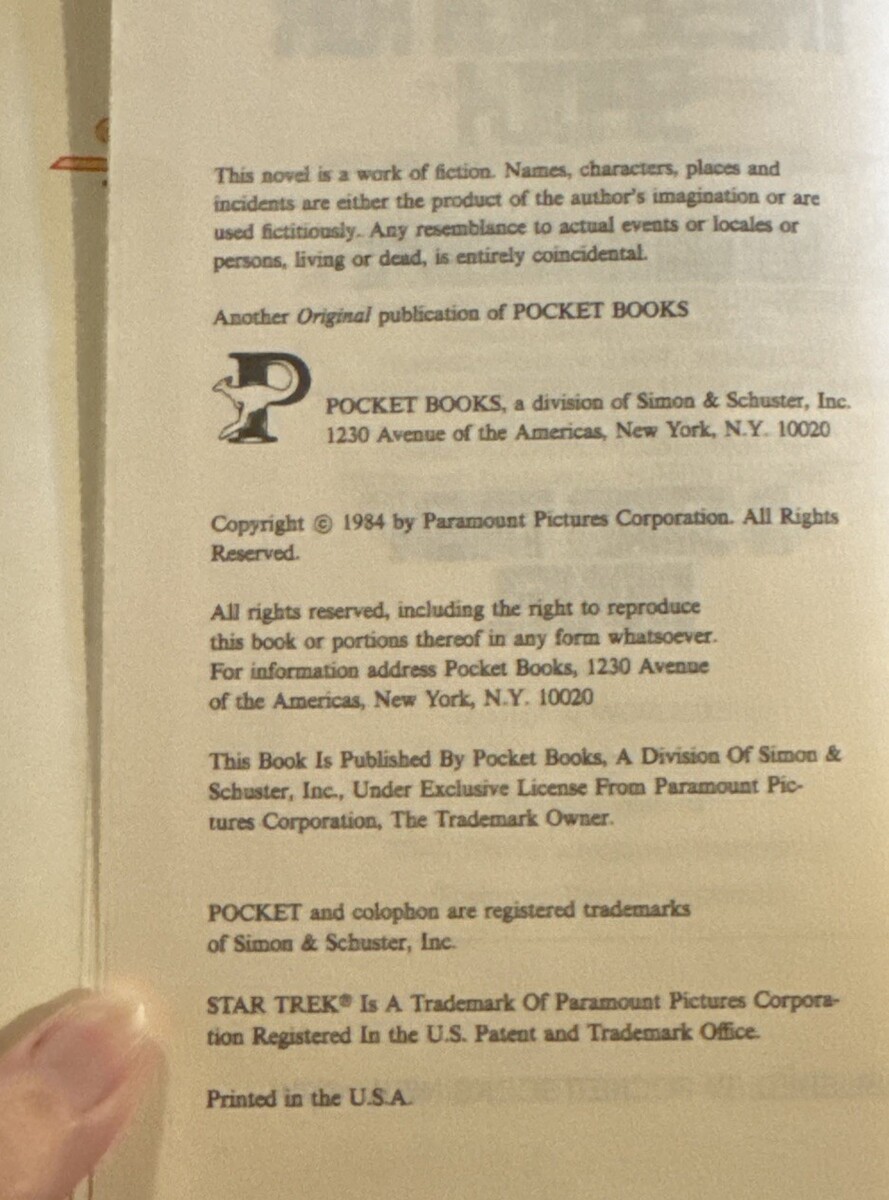 This novel is a work of fiction. Names, characters, places and
incidents are either the product of the author's imagination or are
used fictitiously. Any resemblance to actual events or locales or
persons, living or dead, is entirely coincidental.
Another Original publication of POCKET BOOKS
P
POCKET BOOKS, a division of Simon & Schuster, Inc.
1230 Avenue of the Americas, New York, N.Y. 10020
Copyright © 1984 by Paramount Pictures Corporation. All Rights
Reserved.
All rights reserved, including the right to reproduce
this book or portions thereof in any form whatsoever.
For information address Pocket Books, 1230 Avenue
of the Americas, New York, N.Y. 10020
This Book Is Published By Pocket Books, A Division Of Simon &
Schuster, Inc., Under Exclusive License From Paramount Pic-
tures Corporation, The Trademark Owner.
POCKET and colophon are registered trademarks
of Simon & Schuster, Inc.
STAR TREK® Is A Trademark Of Paramount Pictures Corpora-
tion Registered In the U.S. Patent and Trademark Office.
Printed in the U.S.A.